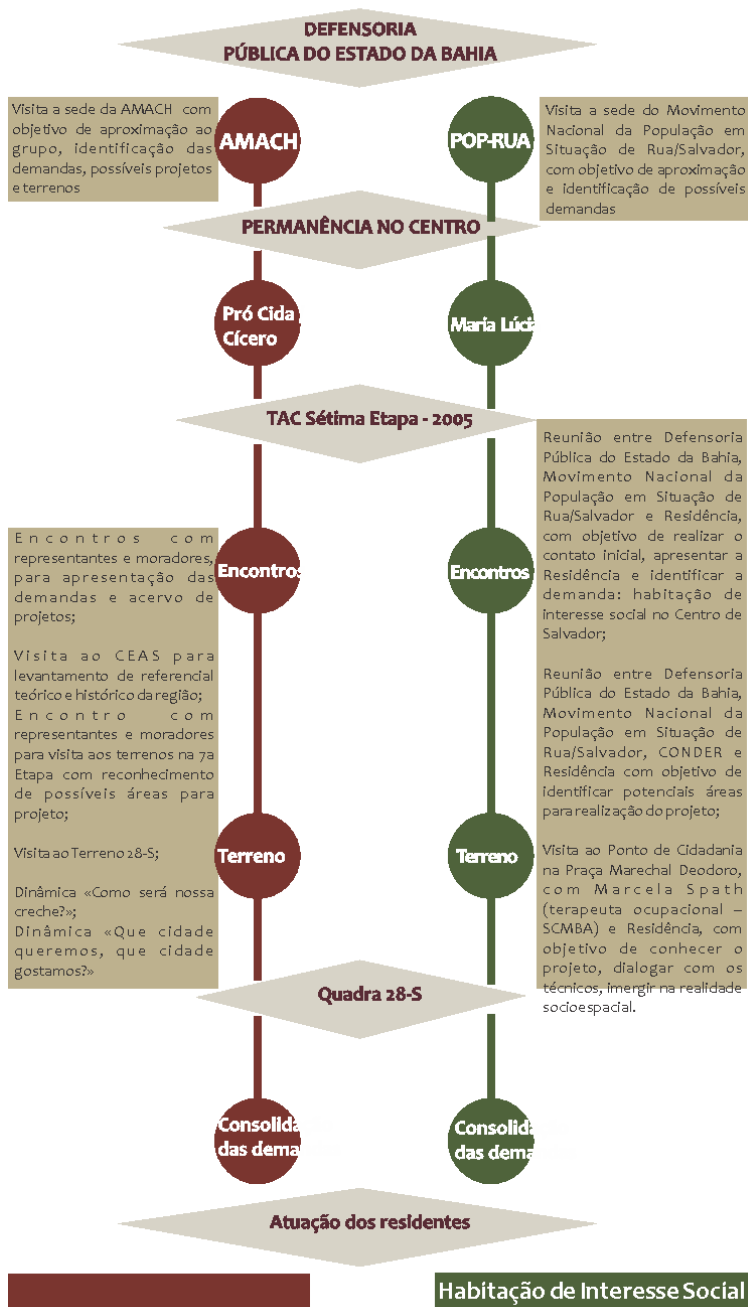 DEFENSORIA
PÚBLICA DO ESTADO DA BAHIA
Visita a sede da AMACH com
objetivo de aproximação ao
grupo, identificação das
demandas, possíveis projetos
e terrenos
AMACH
POP-RUA
Visita a sede do Movimento
Nacional da População em
Situação de Rua/Salvador,
com objetivo de aproximação
e identificação de possíveis
demandas
PERMANÊNCIA NO CENTRO
Pró Cida
Cícero
Maria Lúcia
TAC Sétima Etapa - 2005
Encontros com
representantes e moradores,
para apresentação das
demandas e acervo de
projetos;
Visita ao CEAS para
levantamento de referencial
teórico e histórico da região;
Encontro com
representantes e moradores
para visita aos terrenos na 7a
Etapa com reconhecimento
de possíveis áreas para
projeto;
Visita ao Terreno 28-S;
Dinâmica «Como será nossa
creche?»;
Dinâmica «Que cidade
queremos, que cidade
gostamos?»
Encontros
Encontros
Terreno
Terreno
Reunião entre Defensoria
Pública do Estado da Bahia,
Movimento Nacional da
População em Situação de
Rua/Salvador e Residência,
com objetivo de realizar o
contato inicial, apresentar a
Residência e identificar a
demanda: habitação de
interesse social no Centro de
Salvador;
Reunião entre Defensoria
Pública do Estado da Bahia,
Movimento Nacional da
População em Situação de
Rua/Salvador, CONDER e
Residência com objetivo de
identificar potenciais áreas
para realização do projeto;
Visita ao Ponto de Cidadania
na Praça Marechal Deodoro,
com Marcela Spath
(terapeuta ocupacional –
SCMBA) e Residência, com
objetivo de conhecer o
projeto, dialogar com os
técnicos, imergir na realidade
socioespacial.
Quadra 28-S
Consolida
das dema
Consolida
das dema
Atuação dos residentes
Habitação de Interesse Social